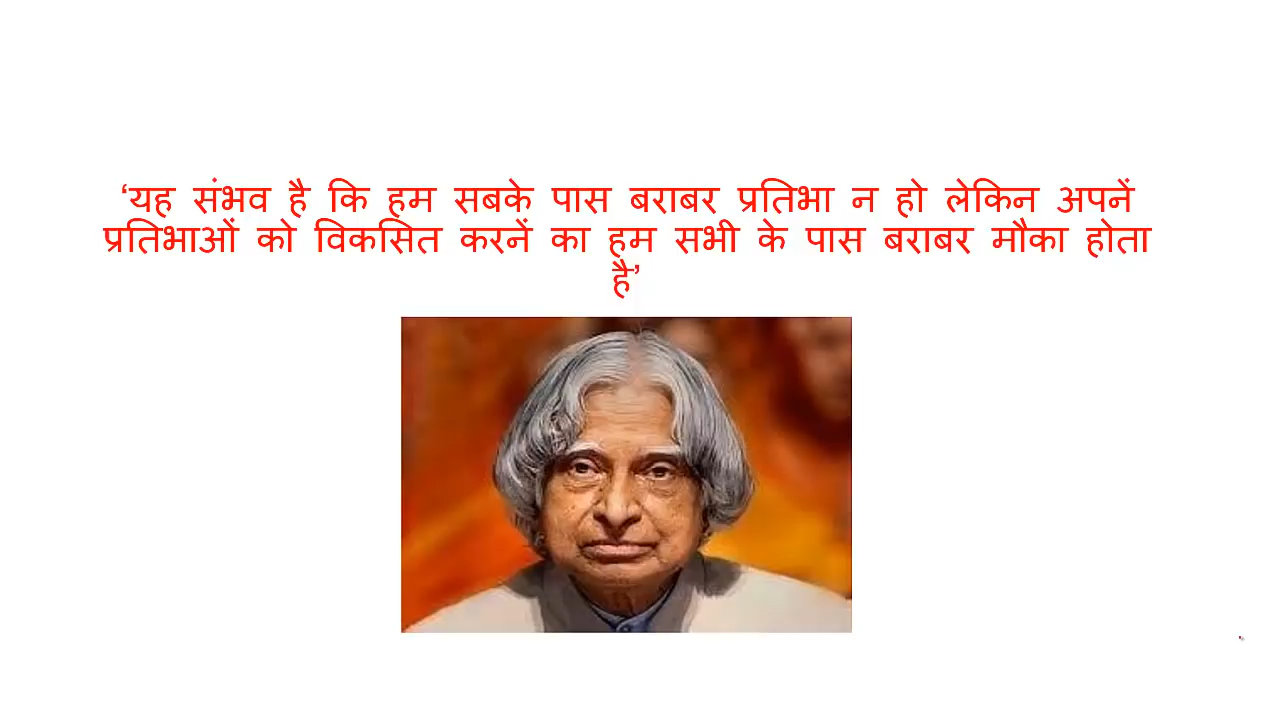 ‘यह संभव है कि हम सबके पास बराबर प्रतिभा न हो लेकिन अपनें
प्रतिभाओं को विकसित करनें का हम सभी के पास बराबर मौका होता
है’